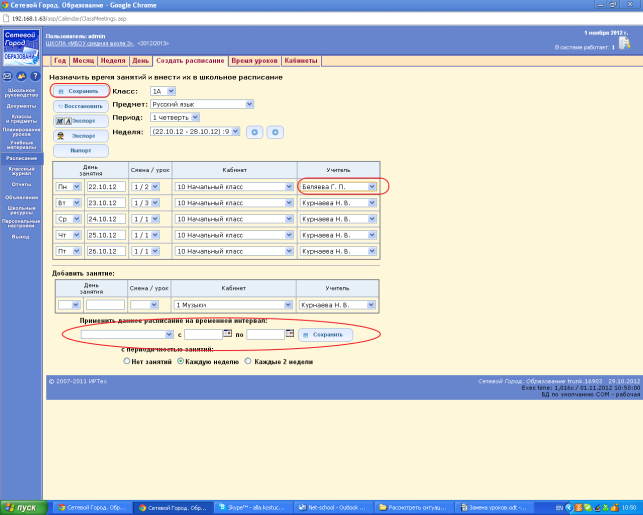 Сетевой Город. Образование - Google Chrome
192.168.1.63/asp/Calendar/ClassMeetings.asp
Сетевой Город ОБРАЗОВАНИЕ
Пользователь: admin
ШКОЛА «МБОУ средняя школа 3», <2012/2013>
1 ноября 2012 г.
В системе работает: 1
Год Месяц Неделя День Создать расписание Время уроков Кабинеты
Школьное руководство
Документы
Классы и предметы
Планирование уроков
Учебные материалы
Расписание
Классный журнал
Отчеты
Объявления
Школьные ресурсы
Персональные настройки
Выход
Назначить время занятий и внести их в школьное расписание
Сохранить
Восстановить
Экспорт
Экспорт
Импорт
Класс: 1А
Предмет: Русский язык
Период: 1 четверть
Неделя: (22.10.12 - 28.10.12) :9
День занятия Смена / урок Кабинет Учитель
Пн 22.10.12 1 / 2 10 Начальный класс Беляева Г. П.
Вт 23.10.12 1 / 3 10 Начальный класс Курнаева Н. В.
Ср 24.10.12 1 / 1 10 Начальный класс Курнаева Н. В.
Чт 25.10.12 1 / 1 10 Начальный класс Курнаева Н. В.
Пт 26.10.12 1 / 1 10 Начальный класс Курнаева Н. В.
Добавить занятие:
День занятия Смена / урок Кабинет Учитель
1 Музыки Курнаева Н. В.
Применить данное расписание на временной интервал:
с по Сохранить
с периодичностью занятий:
Нет занятий Каждую неделю Каждые 2 недели
© 2007-2011 ИРТех
Сетевой Город. Образование trunk.16903 29.10.2012
Exec time: 1,016c / 01.11.2012 10:50:00
БД по умолчанию COM - рабочая
пуск
Сетевой Город. Обр...
Сетевой Город. Обр...
Skype™ - alla.kostuc...
Net-school - Outlook ...
Рассмотреть ситуац...
Замена уроков.odt -...
EN
10:50